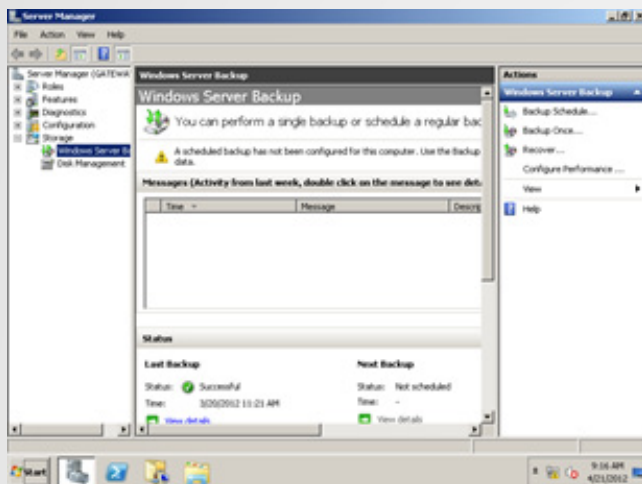 Server Manager
File Action View Help
Server Manager (GATEWA
Roles
Features
Diagnostics
Configuration
Storage
Windows Server B
Disk Management
Windows Server Backup
Windows Server Backup
You can perform a single backup or schedule a regular bac
A scheduled backup has not been configured for this computer. Use the Backup
data.
Messages (Activity from last week, double click on the message to see det
Time Message Descrip
Status
Last Backup
Status: Successful
Time: 3/20/2012 11:21 AM
View details
Next Backup
Status: Not scheduled
Time: -
View details
Actions
Windows Server Backup
Backup Schedule...
Backup Once...
Recover...
Configure Performance ...
View
Help
Start
9:16 AM
4/21/2012